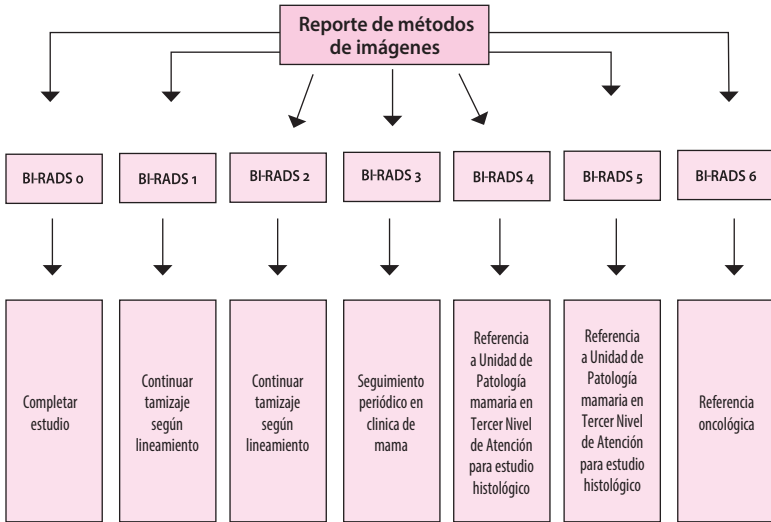 Reporte de métodos
de imágenes
BI-RADS 0
BI-RADS 1
BI-RADS 2
BI-RADS 3
BI-RADS 4
BI-RADS 5
BI-RADS 6
Completar
estudio
Continuar
tamizaje
según
lineamiento
Continuar
tamizaje
según
lineamiento
Seguimiento
periódico en
clinica de
mama
Referencia
a Unidad de
Patología
mamaria en
Tercer Nivel
de Atención
para estudio
histológico
Referencia
a Unidad de
Patología
mamaria en
Tercer Nivel
de Atención
para estudio
histológico
Referencia
oncológica